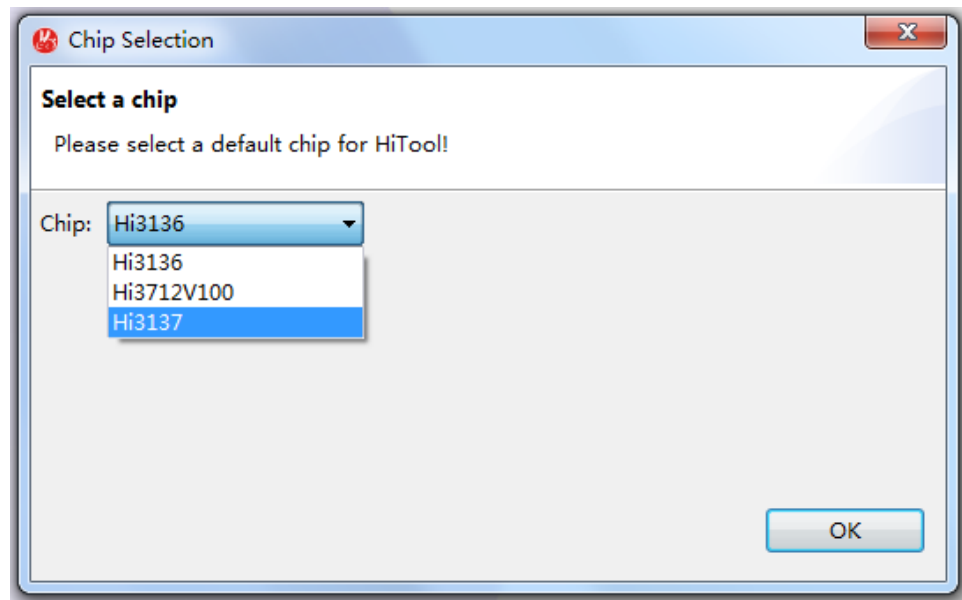 Chip Selection
Select a chip
Please select a default chip for HiTool!
Chip: Hi3136
Hi3136
Hi3712V100
Hi3137
OK